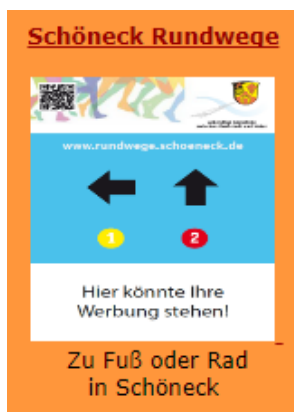 Schöneck Rundwege
www.rundwege.schoeneck.de
1 2
Hier könnte Ihre
Werbung stehen!
Zu Fuß oder Rad
in Schöneck